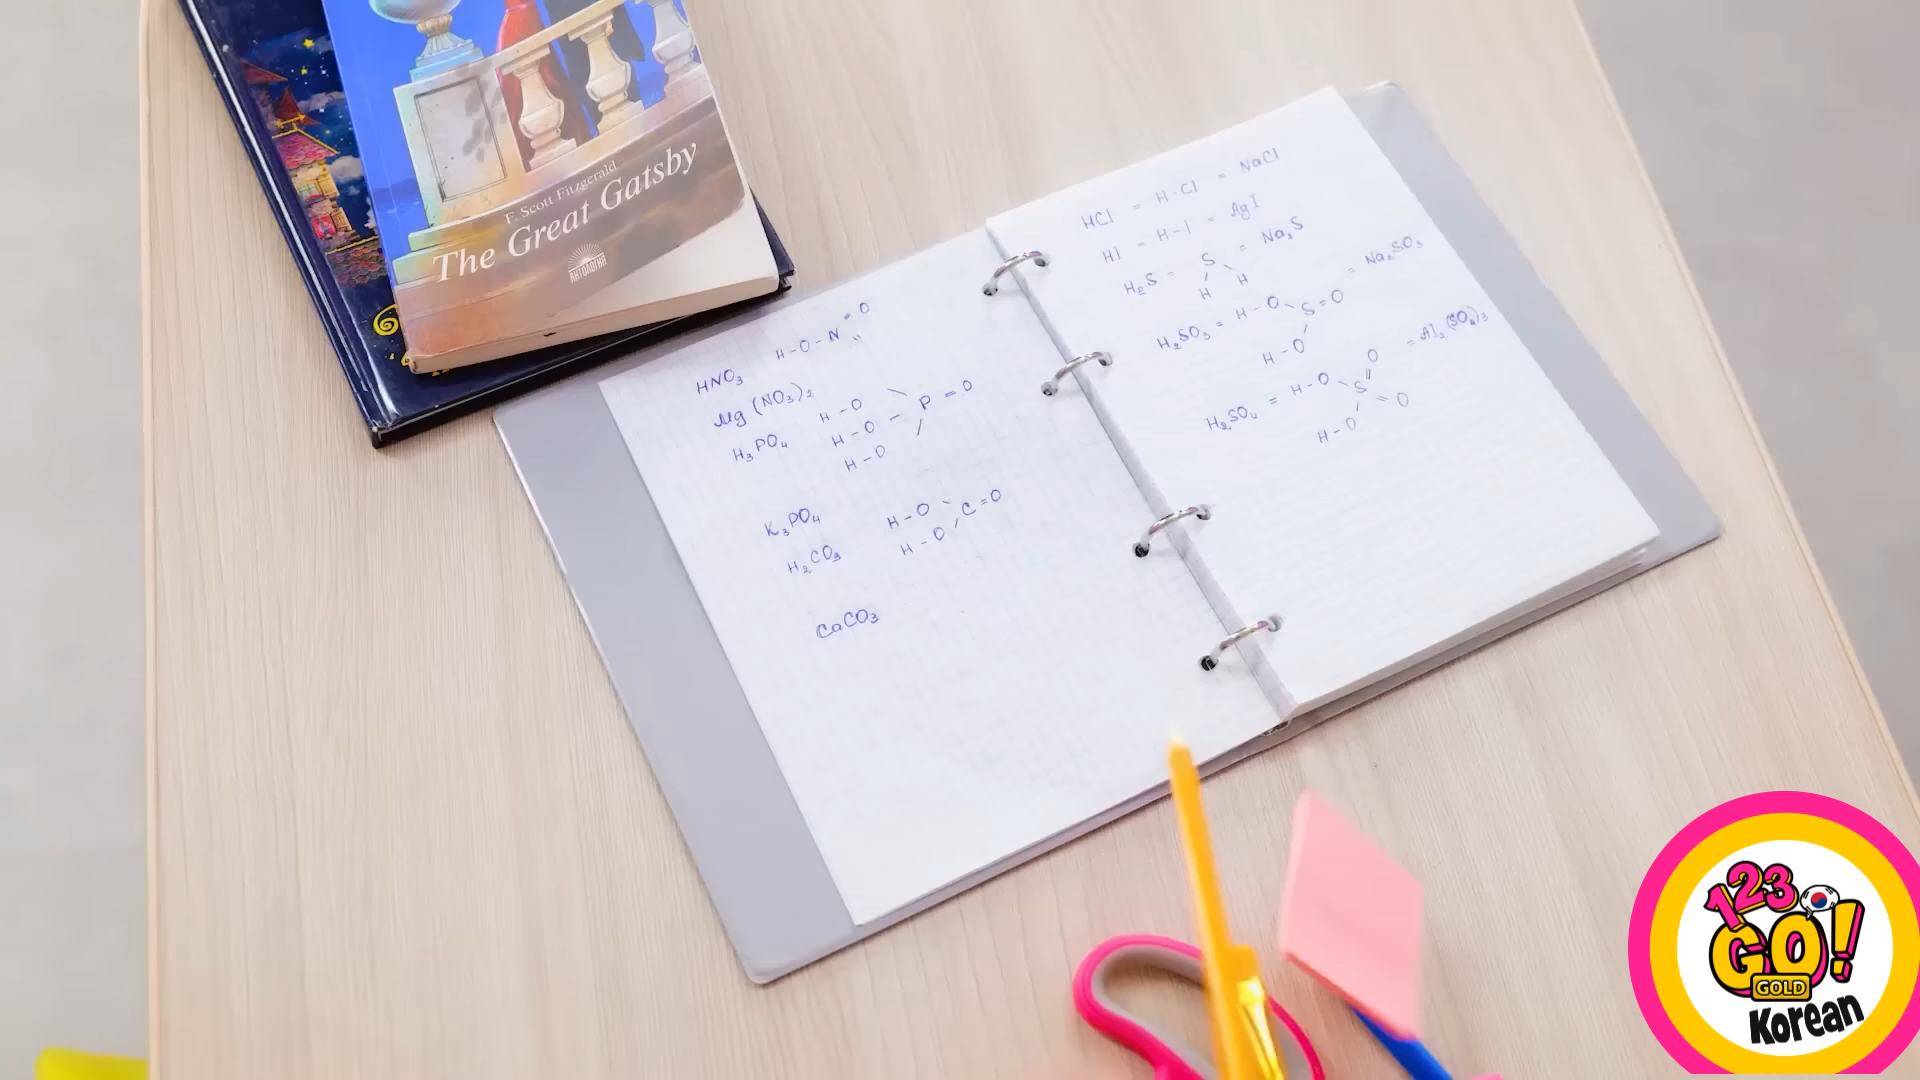 F. Scott Fitzgerald
The Great Gatsby
АНТОЛОГІЯ
H-O-N=O
HNO₃
Mg(NO₃)₂
H-O
H₃PO₄ H-O-P=O
H-O
K₃PO₄
H-O
H₂CO₃ C=O
H-O
CaCO₃
HCl = H-Cl = NaCl
HI = H-I = AgI
H₂S = S = Na₂S
H H
H₂SO₃ = H-O S=O = Na₂SO₃
H-O
H₂SO₄ = H-O S O = Al₂(SO₄)₃
H-O O
123
GO!
GOLD
Korean